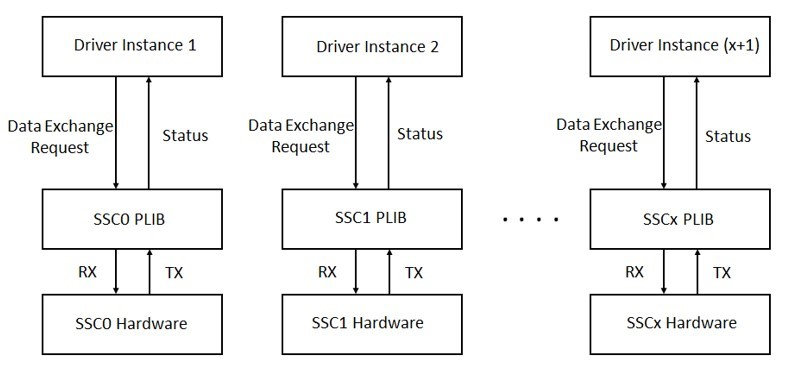 Driver Instance 1
Driver Instance 2
Driver Instance (x+1)
Data Exchange
Request
Status
Data Exchange
Request
Status
Data Exchange
Request
Status
SSC0 PLIB
SSC1 PLIB
. . . .
SSCx PLIB
RX
TX
RX
TX
RX
TX
SSC0 Hardware
SSC1 Hardware
SSCx Hardware